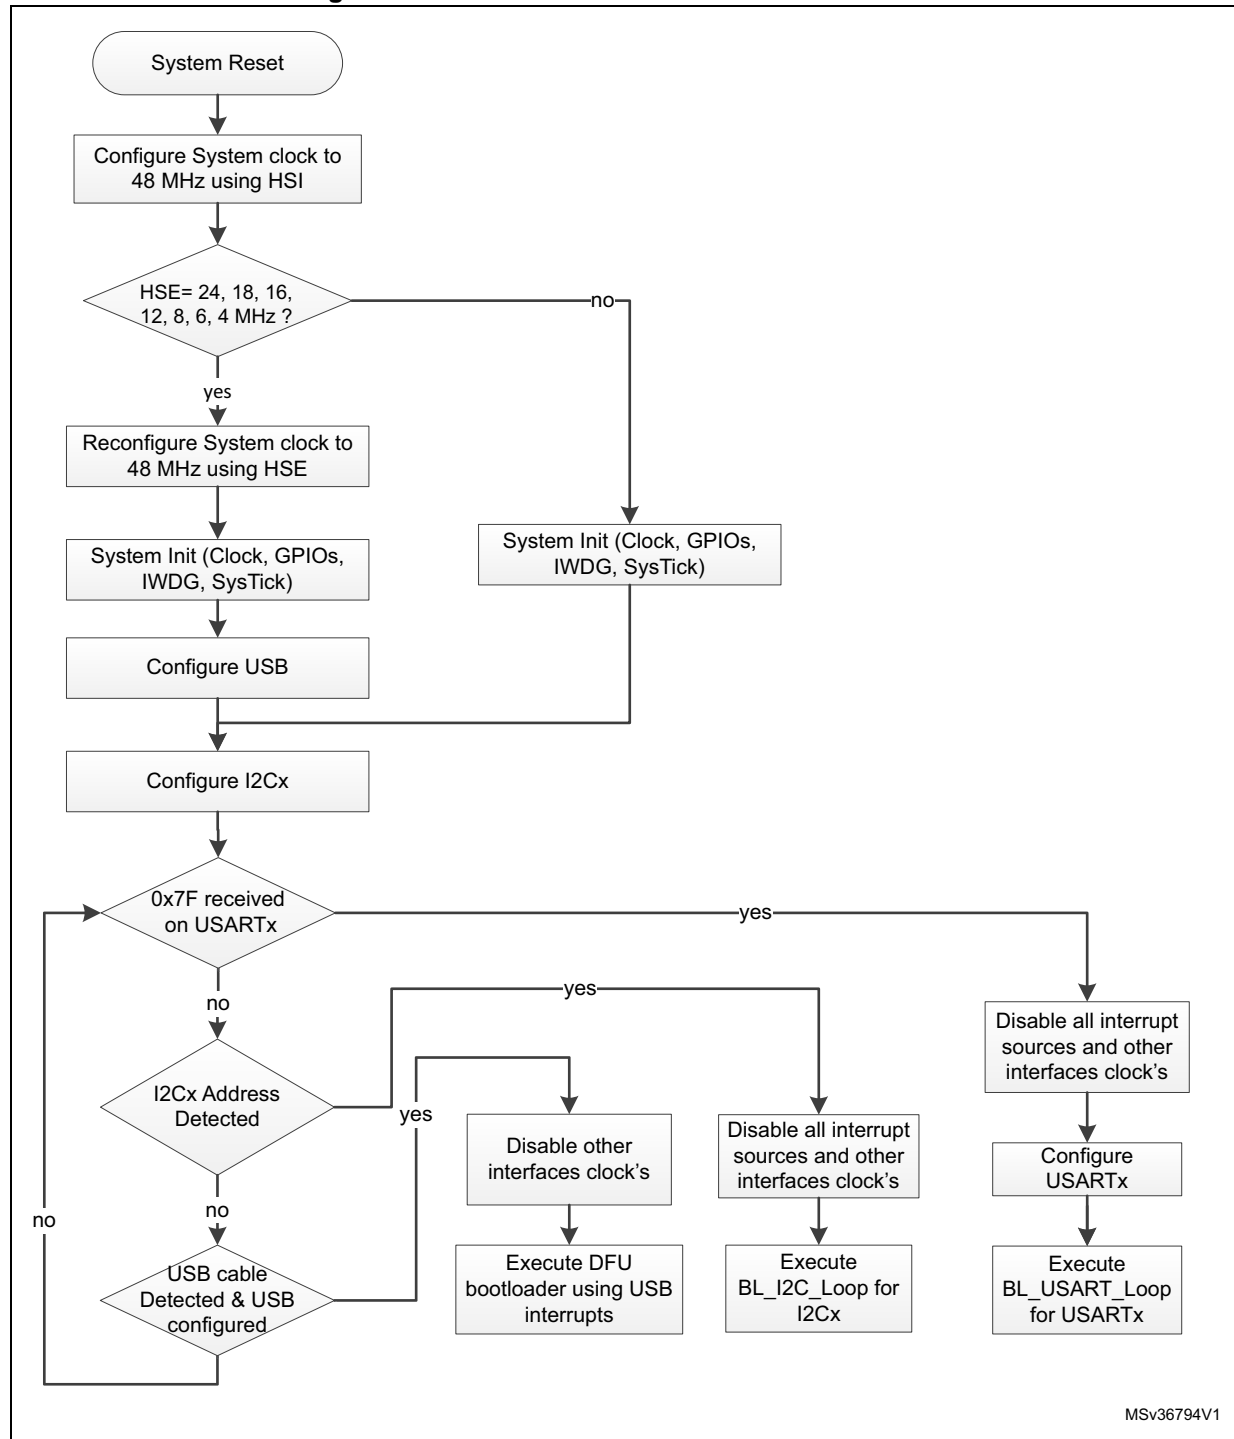 System Reset
Configure System clock to
48 MHz using HSI
HSE= 24, 18, 16,
12, 8, 6, 4 MHz ?
no
yes
Reconfigure System clock to
48 MHz using HSE
System Init (Clock, GPIOs,
IWDG, SysTick)
System Init (Clock, GPIOs,
IWDG, SysTick)
Configure USB
Configure I2Cx
0x7F received
on USARTx
yes
no
yes
Disable all interrupt
sources and other
interfaces clock's
I2Cx Address
Detected
yes
Disable other
interfaces clock's
Disable all interrupt
sources and other
interfaces clock's
Configure
USARTx
no
no
USB cable
Detected & USB
configured
Execute DFU
bootloader using USB
interrupts
Execute
BL_I2C_Loop for
I2Cx
Execute
BL_USART_Loop
for USARTx
MSv36794V1